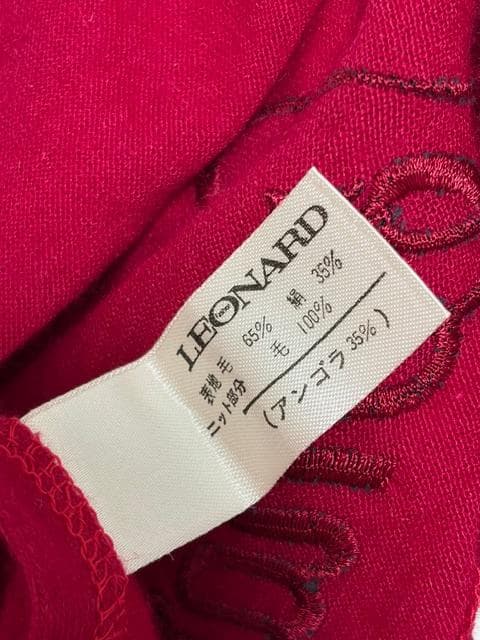 LEONARD
表地 毛 65% 絹 35%
ニット部分 毛 100%
(アンゴラ 35%)